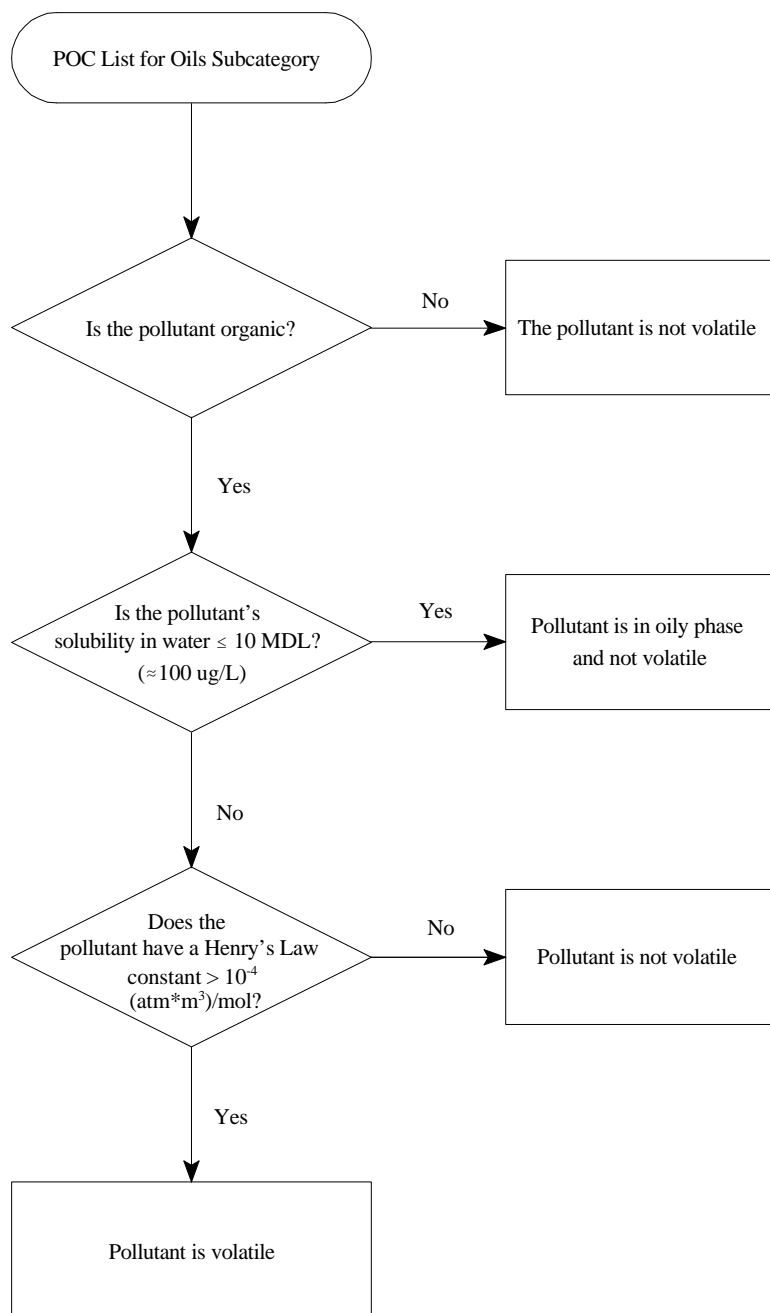 POC List for Oils Subcategory
Is the pollutant organic?
No
The pollutant is not volatile
Yes
Is the pollutant’s
solubility in water ≤ 10 MDL?
(≈100 ug/L)
Yes
Pollutant is in oily phase
and not volatile
No
Does the
pollutant have a Henry’s Law
constant > 10⁻⁴
(atm*m³)/mol?
No
Pollutant is not volatile
Yes
Pollutant is volatile